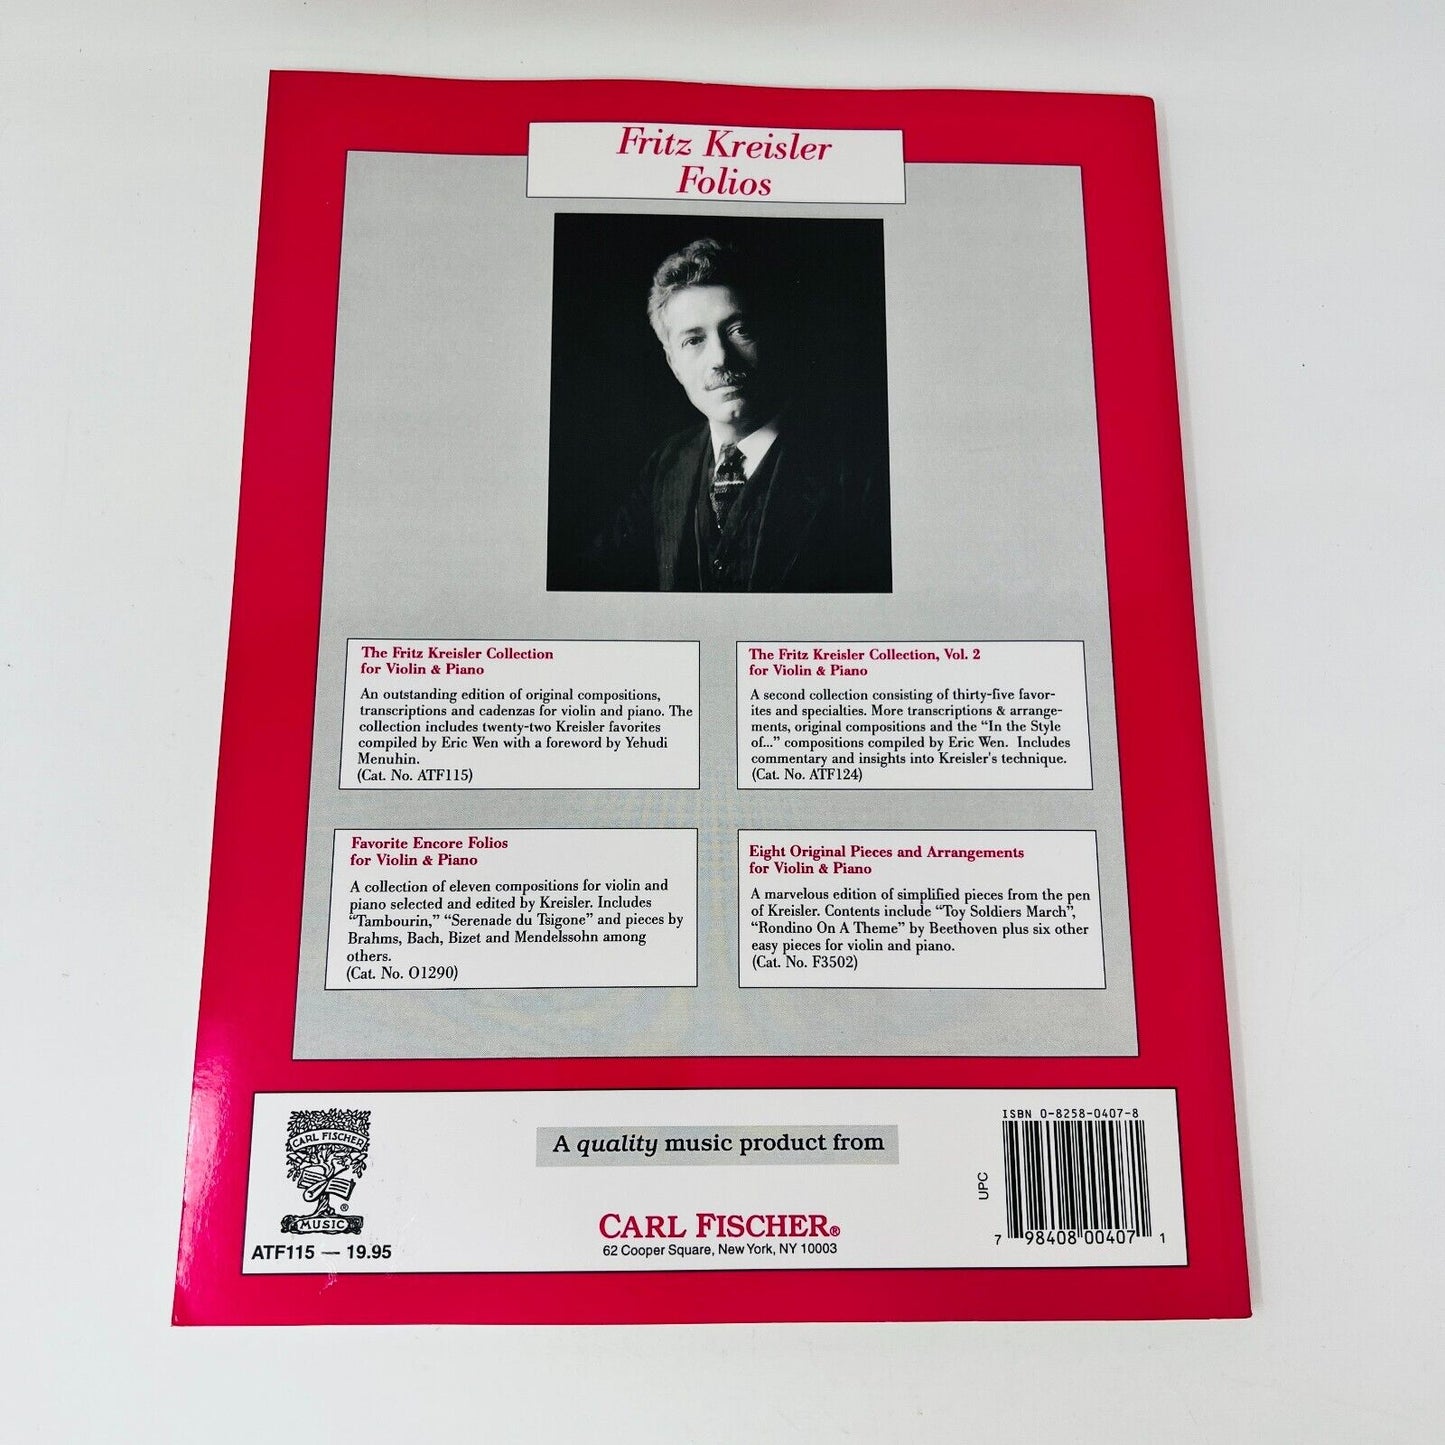 Fritz Kreisler
Folios
The Fritz Kreisler Collection
for Violin & Piano
An outstanding edition of original compositions,
transcriptions and cadenzas for violin and piano. The
collection includes twenty-two Kreisler favorites
compiled by Eric Wen with a foreword by Yehudi
Menuhin.
(Cat. No. ATF115)
The Fritz Kreisler Collection, Vol. 2
for Violin & Piano
A second collection consisting of thirty-five favor-
ites and specialties. More transcriptions & arrange-
ments, original compositions and the “In the Style
of...” compositions compiled by Eric Wen. Includes
commentary and insights into Kreisler's technique.
(Cat. No. ATF124)
Favorite Encore Folios
for Violin & Piano
A collection of eleven compositions for violin and
piano selected and edited by Kreisler. Includes
“Tambourin,” “Serenade du Tsigone” and pieces by
Brahms, Bach, Bizet and Mendelssohn among
others.
(Cat. No. O1290)
Eight Original Pieces and Arrangements
for Violin & Piano
A marvelous edition of simplified pieces from the pen
of Kreisler. Contents include “Toy Soldiers March”,
“Rondino On A Theme” by Beethoven plus six other
easy pieces for violin and piano.
(Cat. No. F3502)
CARL FISCHER
MUSIC ®
ATF115 — 19.95
A quality music product from
CARL FISCHER®
62 Cooper Square, New York, NY 10003
ISBN 0-8258-0407-8
UPC
7 98408 00407 1